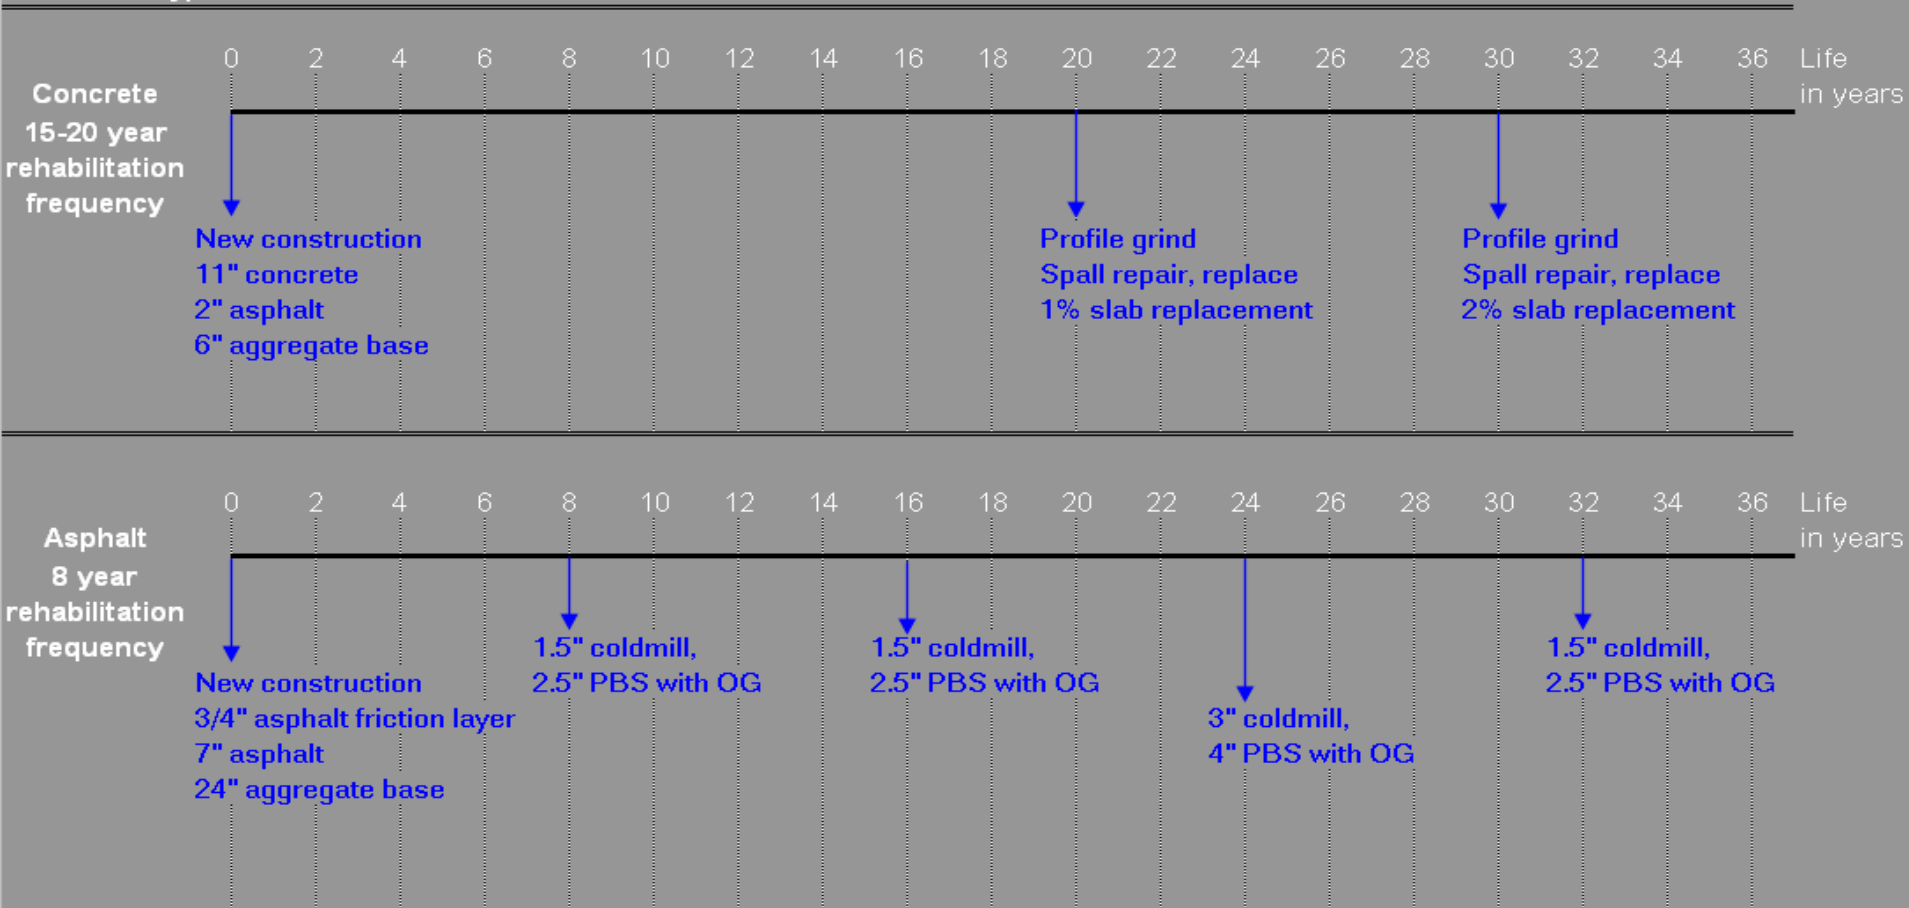 0 2 4 6 8 10 12 14 16 18 20 22 24 26 28 30 32 34 36 Life
in years
Concrete
15-20 year
rehabilitation
frequency
New construction
11" concrete
2" asphalt
6" aggregate base
Profile grind
Spall repair, replace
1% slab replacement
Profile grind
Spall repair, replace
2% slab replacement
0 2 4 6 8 10 12 14 16 18 20 22 24 26 28 30 32 34 36 Life
in years
Asphalt
8 year
rehabilitation
frequency
New construction
3/4" asphalt friction layer
7" asphalt
24" aggregate base
1.5" coldmill,
2.5" PBS with OG
1.5" coldmill,
2.5" PBS with OG
3" coldmill,
4" PBS with OG
1.5" coldmill,
2.5" PBS with OG